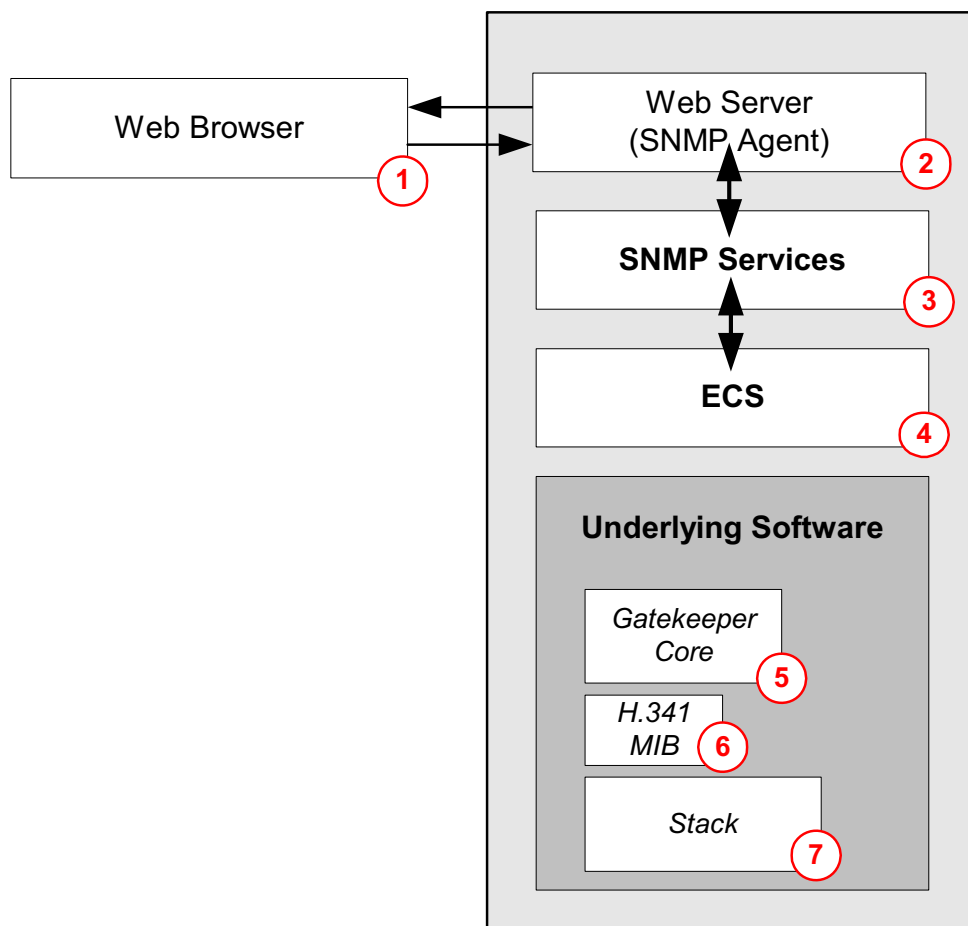 Web Browser
1
Web Server
(SNMP Agent)
2
SNMP Services
3
ECS
4
Underlying Software
Gatekeeper
Core
5
H.341
MIB
6
Stack
7